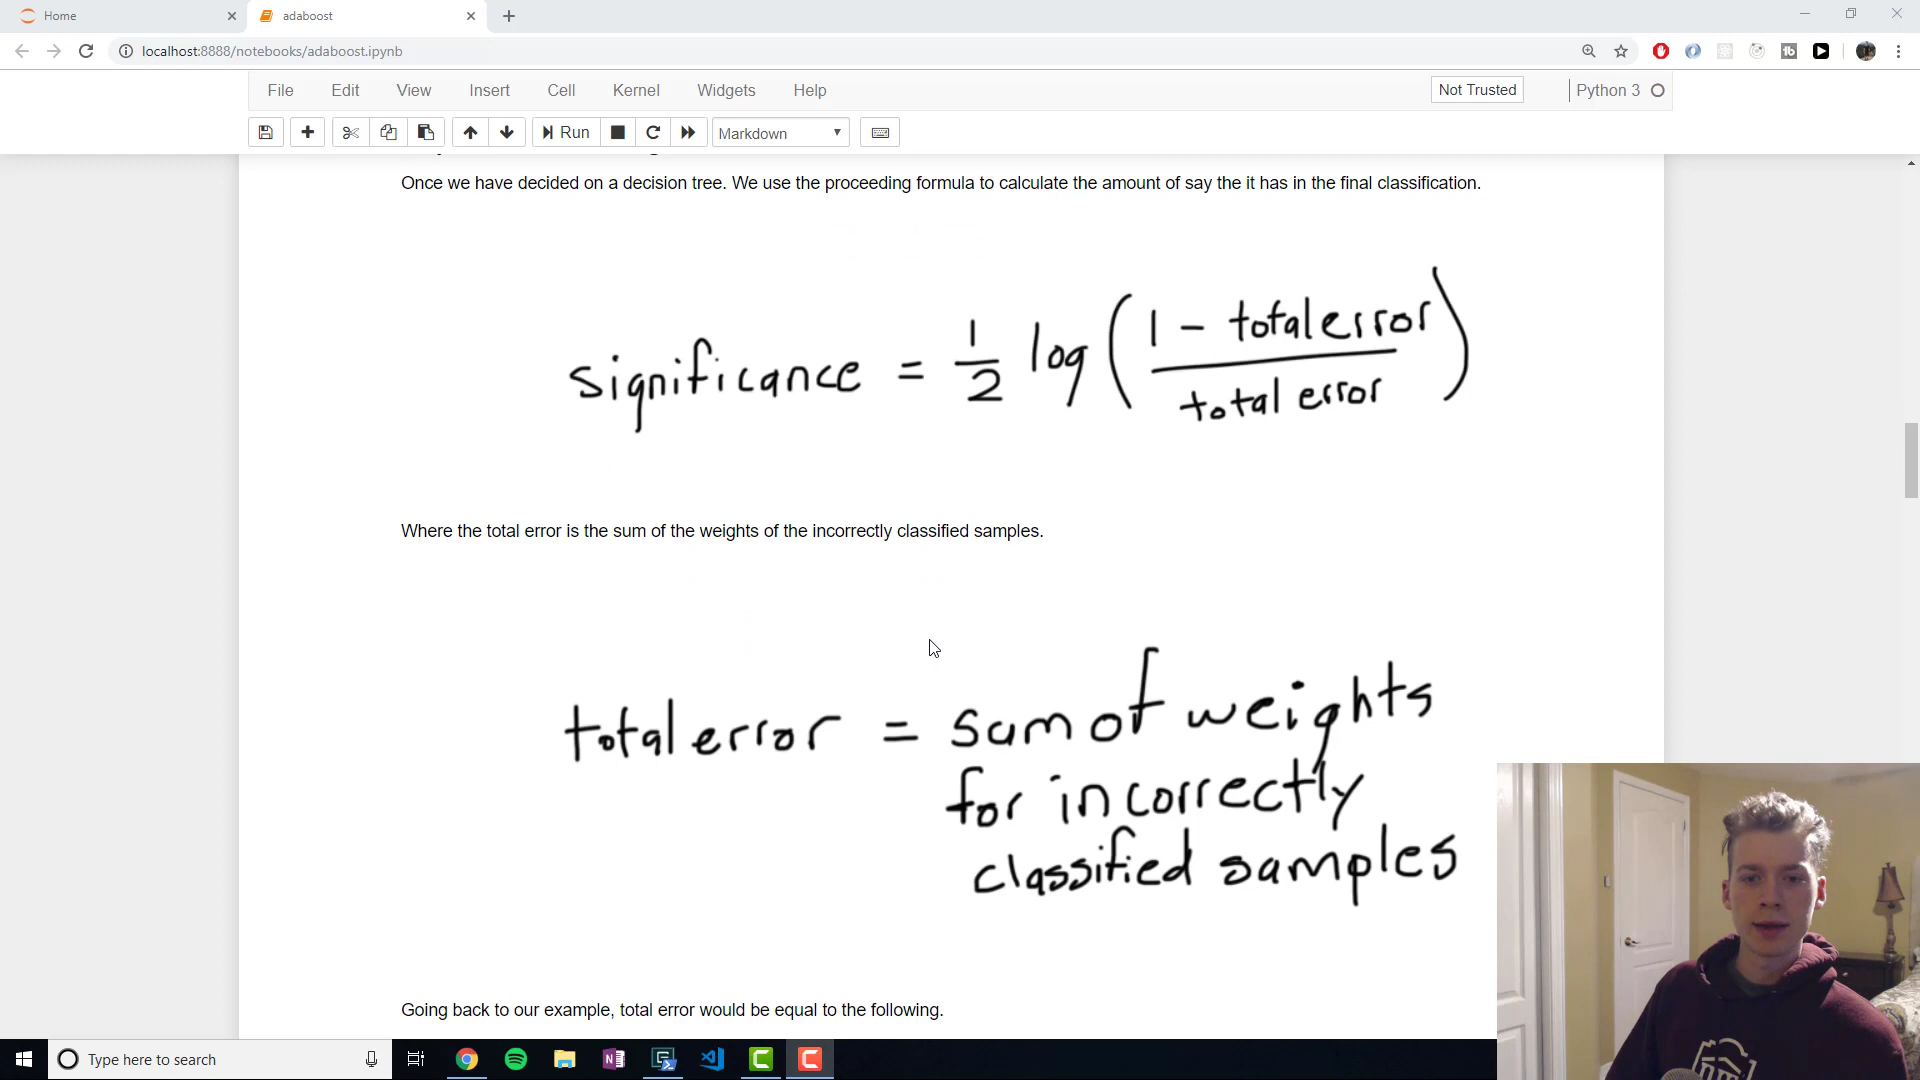 Home
adaboost
localhost:8888/notebooks/adaboost.ipynb
File Edit View Insert Cell Kernel Widgets Help Not Trusted Python 3
Run Markdown
Once we have decided on a decision tree. We use the proceeding formula to calculate the amount of say the it has in the final classification.
significance = 1/2 log ( 1 - total error / total error )
Where the total error is the sum of the weights of the incorrectly classified samples.
total error = sum of weights
for incorrectly
classified samples
Going back to our example, total error would be equal to the following.
Type here to search